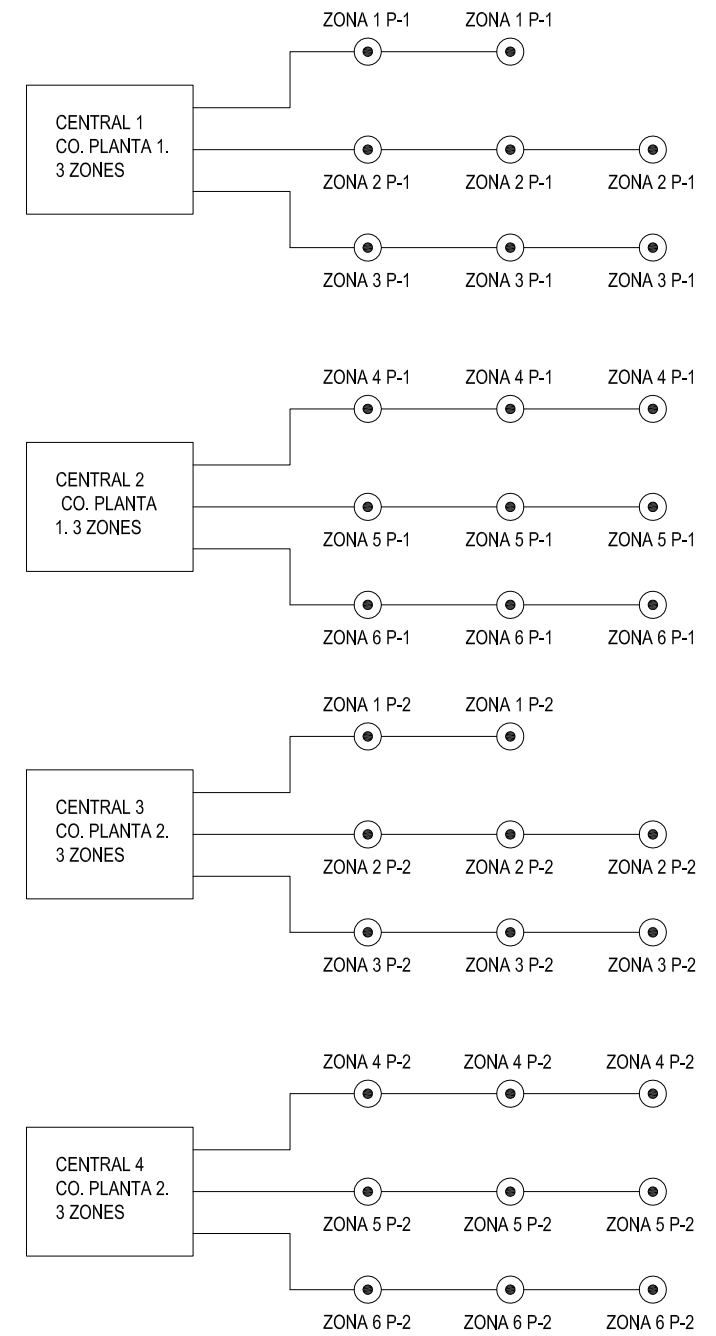 ZONA 1 P-1 ZONA 1 P-1
CENTRAL 1
CO. PLANTA 1.
3 ZONES
ZONA 2 P-1 ZONA 2 P-1 ZONA 2 P-1
ZONA 3 P-1 ZONA 3 P-1 ZONA 3 P-1
ZONA 4 P-1 ZONA 4 P-1 ZONA 4 P-1
CENTRAL 2
CO. PLANTA
1. 3 ZONES
ZONA 5 P-1 ZONA 5 P-1 ZONA 5 P-1
ZONA 6 P-1 ZONA 6 P-1 ZONA 6 P-1
ZONA 1 P-2 ZONA 1 P-2
CENTRAL 3
CO. PLANTA 2.
3 ZONES
ZONA 2 P-2 ZONA 2 P-2 ZONA 2 P-2
ZONA 3 P-2 ZONA 3 P-2 ZONA 3 P-2
ZONA 4 P-2 ZONA 4 P-2 ZONA 4 P-2
CENTRAL 4
CO. PLANTA 2.
3 ZONES
ZONA 5 P-2 ZONA 5 P-2 ZONA 5 P-2
ZONA 6 P-2 ZONA 6 P-2 ZONA 6 P-2